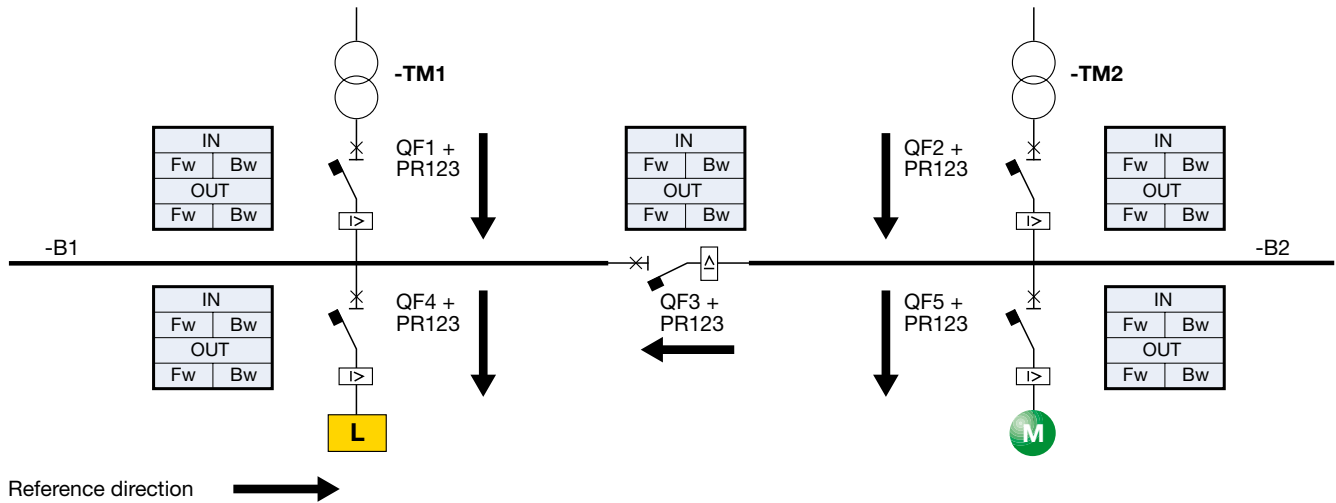 -TM1
-TM2
IN
Fw Bw
OUT
Fw Bw
QF1 +
PR123
IN
Fw Bw
OUT
Fw Bw
QF2 +
PR123
IN
Fw Bw
OUT
Fw Bw
I>
I>
-B1
-B2
I>
IN
Fw Bw
OUT
Fw Bw
QF4 +
PR123
QF3 +
PR123
QF5 +
PR123
IN
Fw Bw
OUT
Fw Bw
I>
I>
L
M
Reference direction